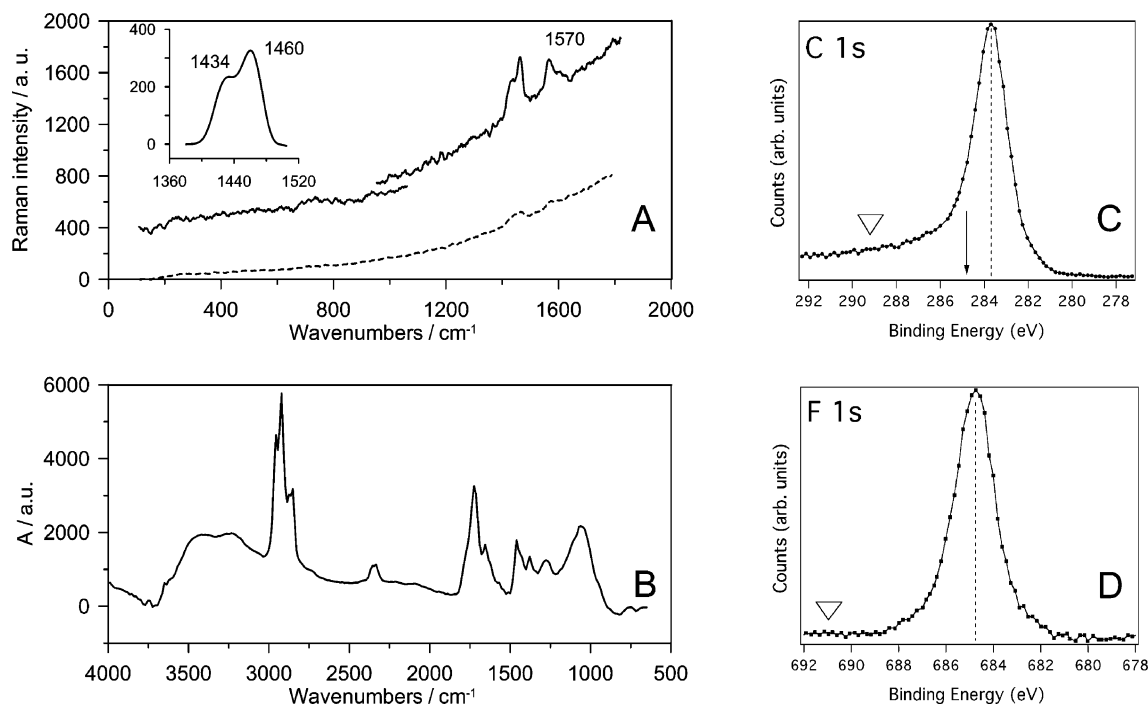 2000
1600
1200
800
400
0
Raman intensity / a. u.
400
200
0
1434
1460
1360
1440
1520
1570
A
0
400
800
1200
1600
2000
Wavenumbers / cm-1
C 1s
Counts (arb. units)
C
292 290 288 286 284 282 280 278
Binding Energy (eV)
6000
4000
2000
0
A / a.u.
B
4000 3500 3000 2500 2000 1500 1000 500
Wavenumbers / cm-1
F 1s
Counts (arb. units)
D
692 690 688 686 684 682 680 678
Binding Energy (eV)